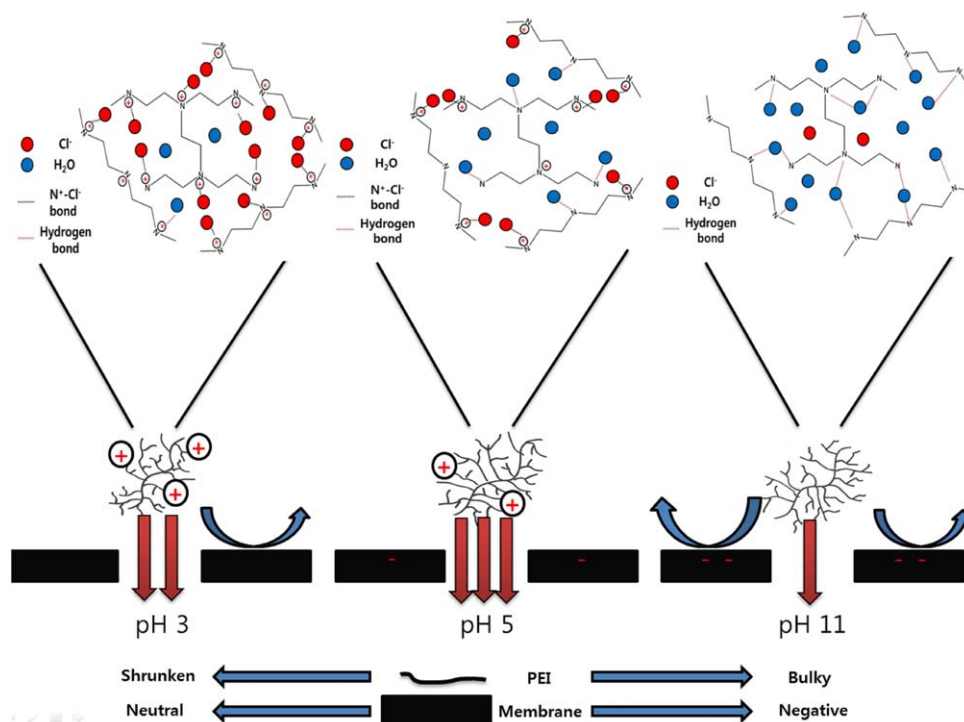 Cl⁻
H₂O
N⁺-Cl⁻
bond
Hydrogen
bond
Cl⁻
H₂O
N⁺-Cl⁻
bond
Hydrogen
bond
Cl⁻
H₂O
Hydrogen
bond
pH 3
pH 5
pH 11
Shrunken
PEI
Bulky
Neutral
Membrane
Negative